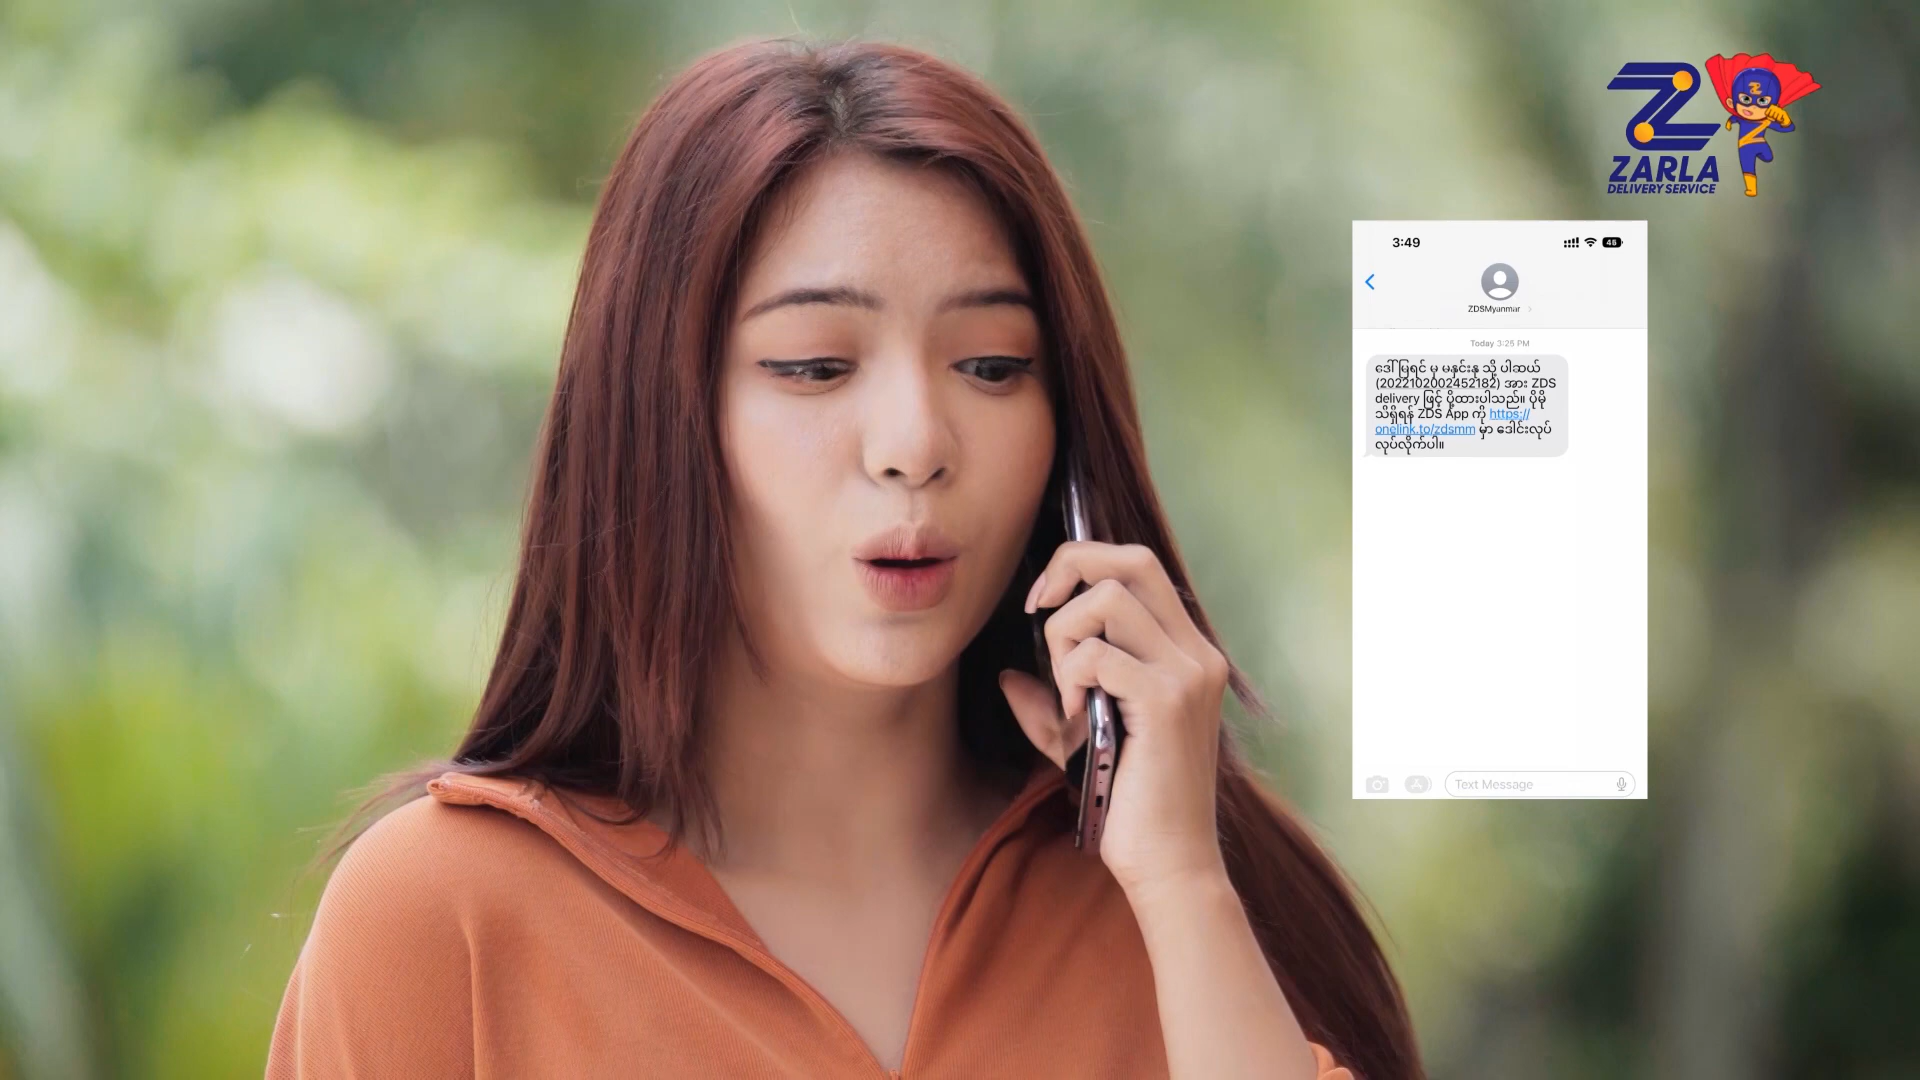 ZARLA
DELIVERY SERVICE
3:49
46
ZDSMyanmar
Today 3:25 PM
ဒေါ်မြရင် မှ မနှင်းနု သို့ ပါဆယ်
(2022102002452182) အား ZDS
delivery ဖြင့် ပို့ထားပါသည်။ ပိုမို
သိရှိရန် ZDS App ကို https://
onelink.to/zdsmm မှာ ဒေါင်းလုပ်
လုပ်လိုက်ပါ။
Text Message